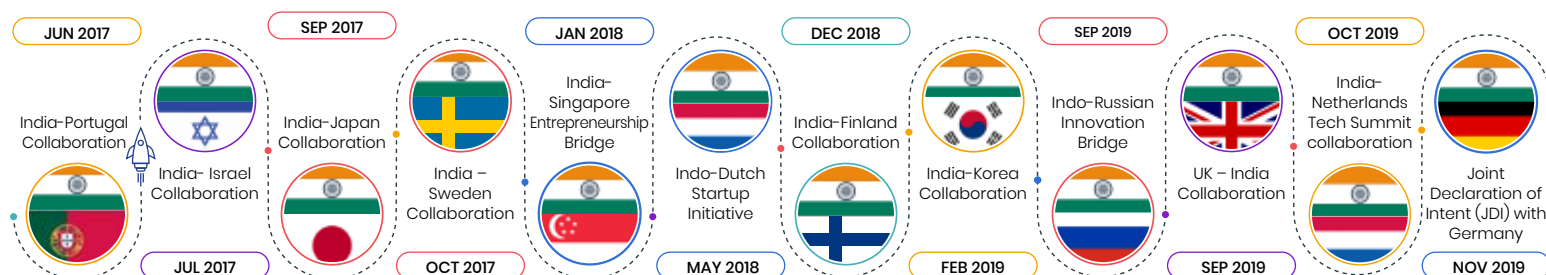 JUN 2017
India-Portugal
Collaboration
India- Israel
Collaboration
JUL 2017
SEP 2017
India-Japan
Collaboration
India –
Sweden
Collaboration
OCT 2017
JAN 2018
India-
Singapore
Entrepreneurship
Bridge
Indo-Dutch
Startup
Initiative
MAY 2018
DEC 2018
India-Finland
Collaboration
India-Korea
Collaboration
FEB 2019
SEP 2019
Indo-Russian
Innovation
Bridge
UK – India
Collaboration
SEP 2019
OCT 2019
India-
Netherlands
Tech Summit
collaboration
Joint
Declaration of
Intent (JDI) with
Germany
NOV 2019